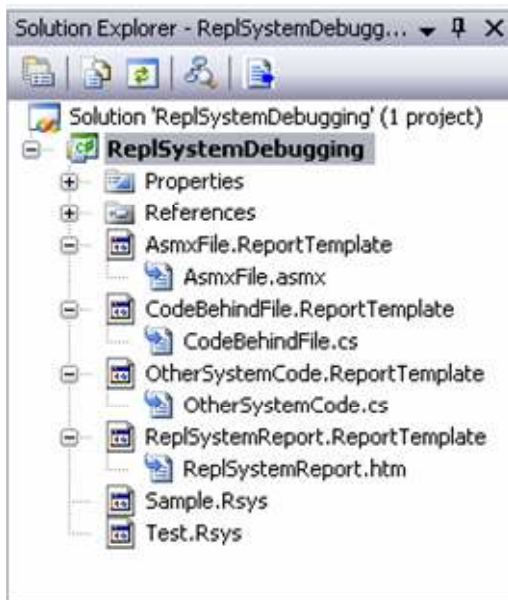 Solution Explorer - ReplSystemDebugg...
Solution 'ReplSystemDebugging' (1 project)
ReplSystemDebugging
Properties
References
AsmxFile.ReportTemplate
AsmxFile.asmx
CodeBehindFile.ReportTemplate
CodeBehindFile.cs
OtherSystemCode.ReportTemplate
OtherSystemCode.cs
ReplSystemReport.ReportTemplate
ReplSystemReport.htm
Sample.Rsys
Test.Rsys